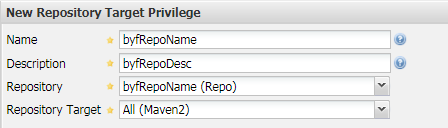 New Repository Target Privilege
Name byfRepoName
Description byfRepoDesc
Repository byfRepoName (Repo)
Repository Target All (Maven2)